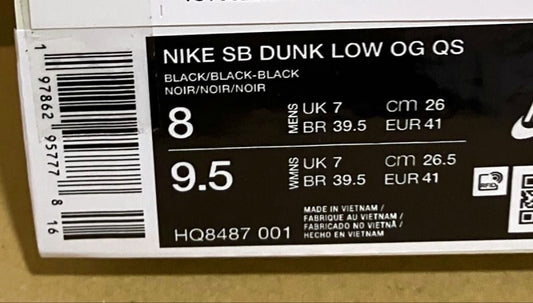 NIKE SB DUNK LOW OG QS
BLACK/BLACK-BLACK
NOIR/NOIR/NOIR
8 MENS UK 7 cm 26
BR 39.5 EUR 41
9.5 WMNS UK 7 cm 26.5
BR 39.5 EUR 41
RFID
MADE IN VIETNAM /
FABRIQUE AU VIETNAM /
FABRICADO NO VIETNÃ /
HECHO EN VIETNAM
HQ8487 001
1 97862 95777 8 16